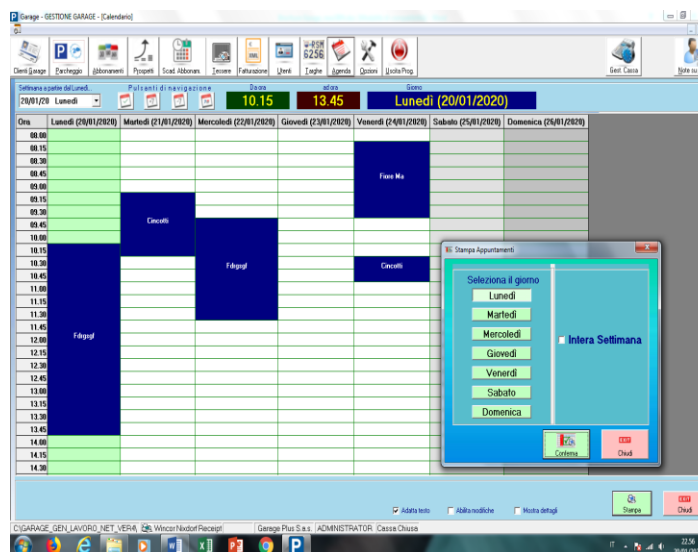 Garage - GESTIONE GARAGE - [Calendario]
Clienti Garage Parcheggio Abbonamenti Prospetti Scad. Abbonam. Tessere Fatturazione Utenti Targhe Agenda Opzioni Uscita Prog. Gest. Cassa Note su
Settimana a partire dal Lunedì... Pulsanti di navigazione Da ora ad ora Giorno
20/01/20 Lunedì 10.15 13.45 Lunedì (20/01/2020)
Ora Lunedì (20/01/2020) Martedì (21/01/2020) Mercoledì (22/01/2020) Giovedì (23/01/2020) Venerdì (24/01/2020) Sabato (25/01/2020) Domenica (26/01/2020)
08.00
08.15
08.30
08.45
Fiore Ma
09.00
09.15
09.30
Cincotti
09.45
10.00
10.15
10.30
Fdrgsgf Cincotti
10.45
11.00
11.15
11.30
11.45
Fdrgsgf
12.00
12.15
12.30
12.45
13.00
13.15
13.30
13.45
14.00
14.15
14.30
Stampa Appuntamenti
Seleziona il giorno
Lunedì
Martedì
Mercoledì
Giovedì
Venerdì
Sabato
Domenica
Intera Settimana
Conferma
EXIT
Chiudi
Adatta testo Abilita modifiche Mostra dettagli
Stampa
EXIT
Chiudi
C:\GARAGE_GEN_LAVORO_NET_VER4\ Wincor Nixdorf Receipt Garage Plus S.a.s. ADMINISTRATOR Cassa Chiusa
IT 22.56